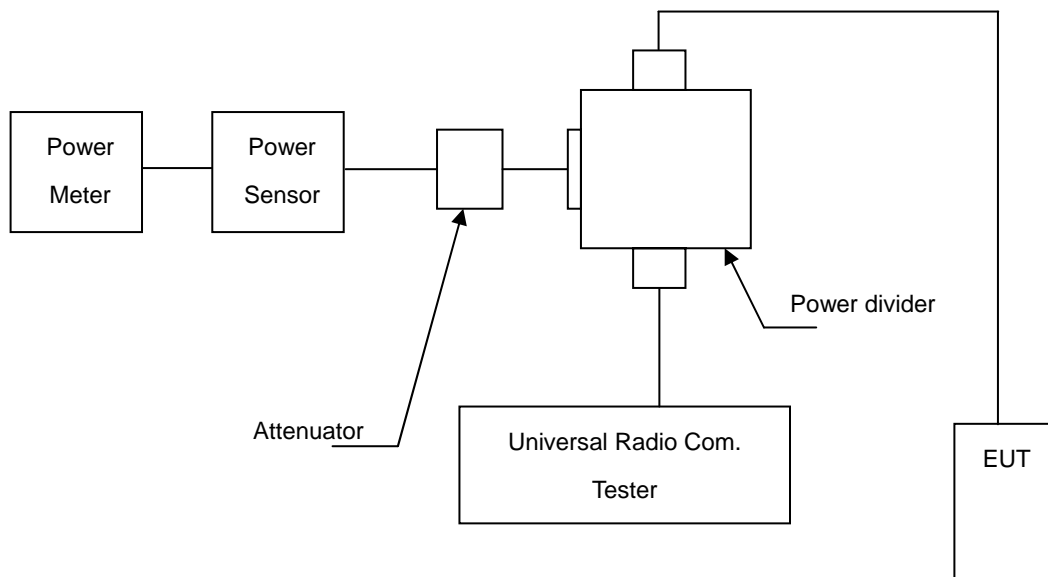 Power
Meter
Power
Sensor
Power divider
Attenuator
Universal Radio Com.
Tester
EUT